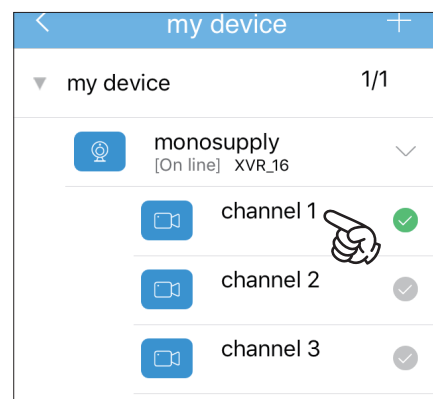 my device
my device 1/1
monosupply
[On line] XVR_16
channel 1
channel 2
channel 3